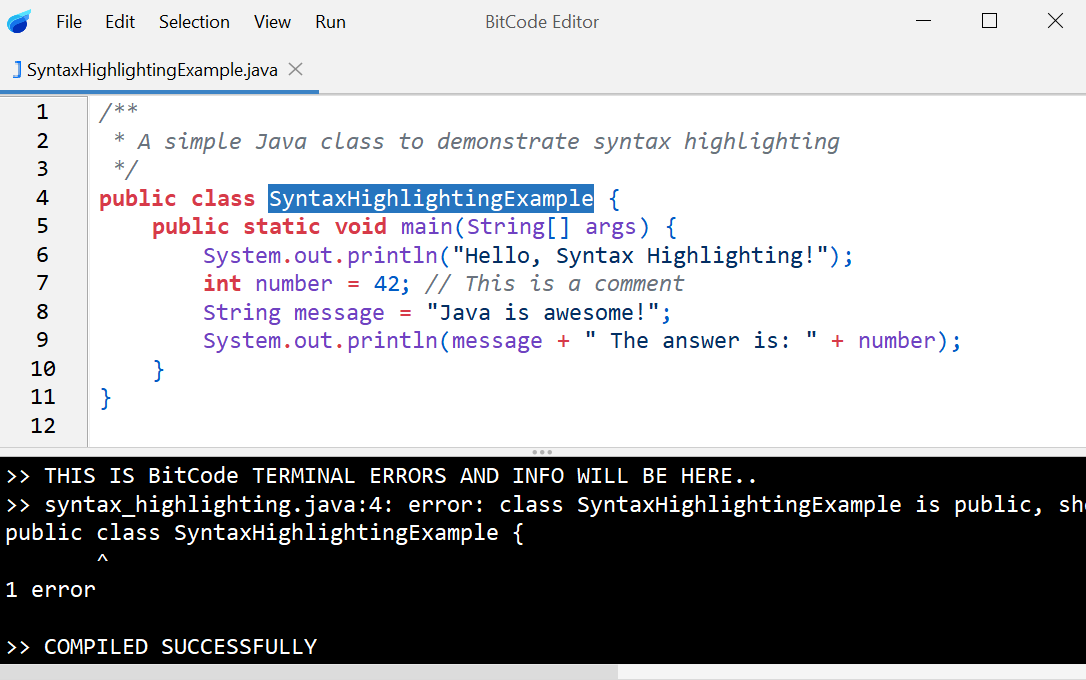 File Edit Selection View Run BitCode Editor
J SyntaxHighlightingExample.java
1 /**
2  * A simple Java class to demonstrate syntax highlighting
3  */
4 public class SyntaxHighlightingExample {
5     public static void main(String[] args) {
6         System.out.println("Hello, Syntax Highlighting!");
7         int number = 42; // This is a comment
8         String message = "Java is awesome!";
9         System.out.println(message + " The answer is: " + number);
10     }
11 }
12
>> THIS IS BitCode TERMINAL ERRORS AND INFO WILL BE HERE..
>> syntax_highlighting.java:4: error: class SyntaxHighlightingExample is public,
public class SyntaxHighlightingExample {
       ^
1 error
>> COMPILED SUCCESSFULLY